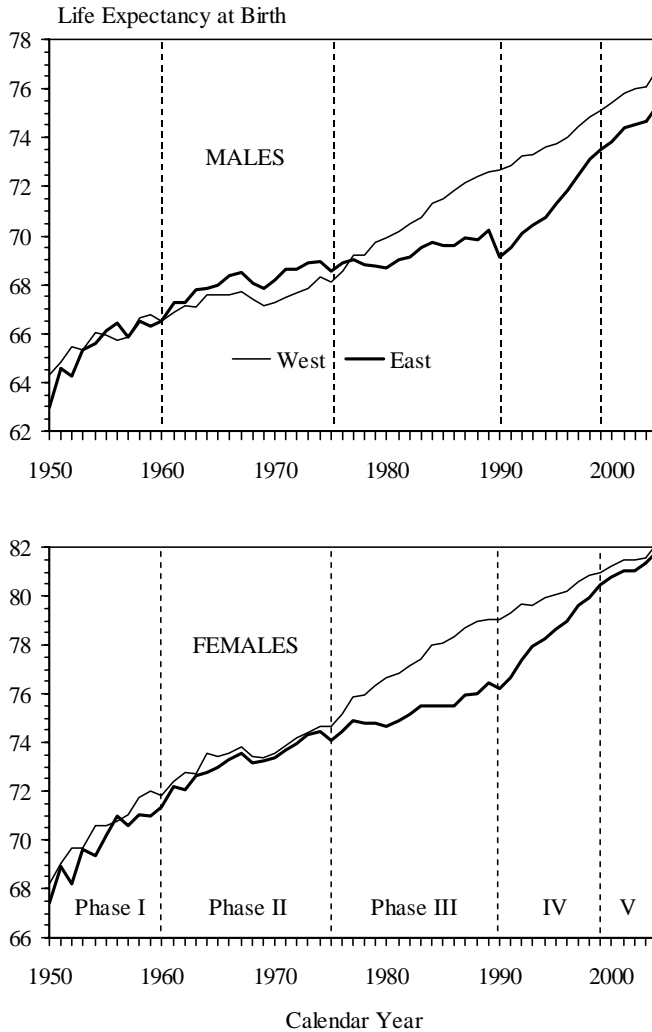 Life Expectancy at Birth
78
76
74
72
70
68
66
64
62
MALES
West East
1950 1960 1970 1980 1990 2000
82
80
78
76
74
72
70
68
66
FEMALES
Phase I Phase II Phase III IV V
1950 1960 1970 1980 1990 2000
Calendar Year